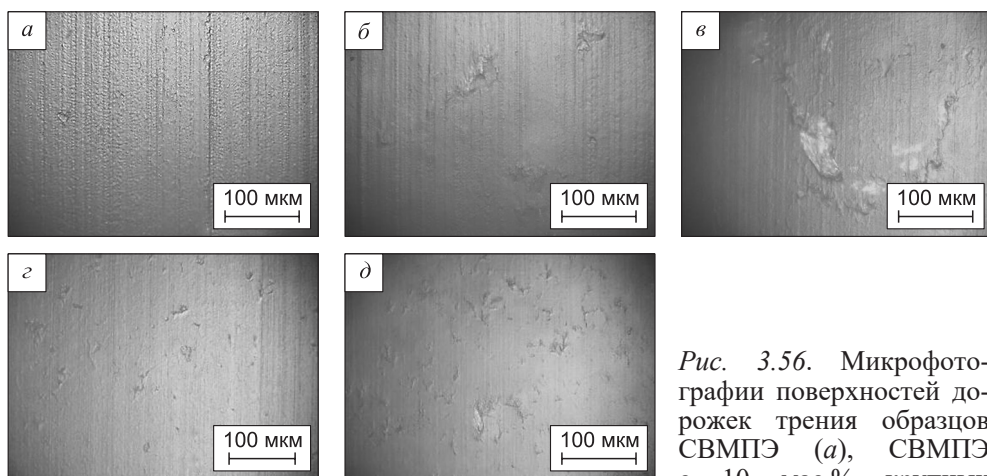 а
б
в
100 мкм
100 мкм
100 мкм
г
д
100 мкм
100 мкм
Рис. 3.56. Микрофото-
графии поверхностей до-
рожек трения образцов
СВМПЭ (а), СВМПЭ